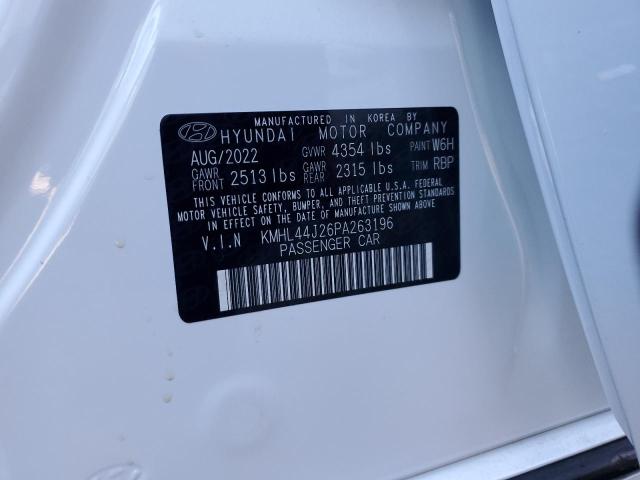 MANUFACTURED IN KOREA BY
HYUNDAI MOTOR COMPANY
AUG/2022 GVWR 4354 lbs PAINT W6H
GAWR FRONT 2513 lbs GAWR REAR 2315 lbs TRIM RBP
THIS VEHICLE CONFORMS TO ALL APPLICABLE U.S.A. FEDERAL
MOTOR VEHICLE SAFETY, BUMPER, AND THEFT PREVENTION STANDARDS
IN EFFECT ON THE DATE OF MANUFACTURE SHOWN ABOVE.
V.I.N KMHL44J26PA263196
PASSENGER CAR